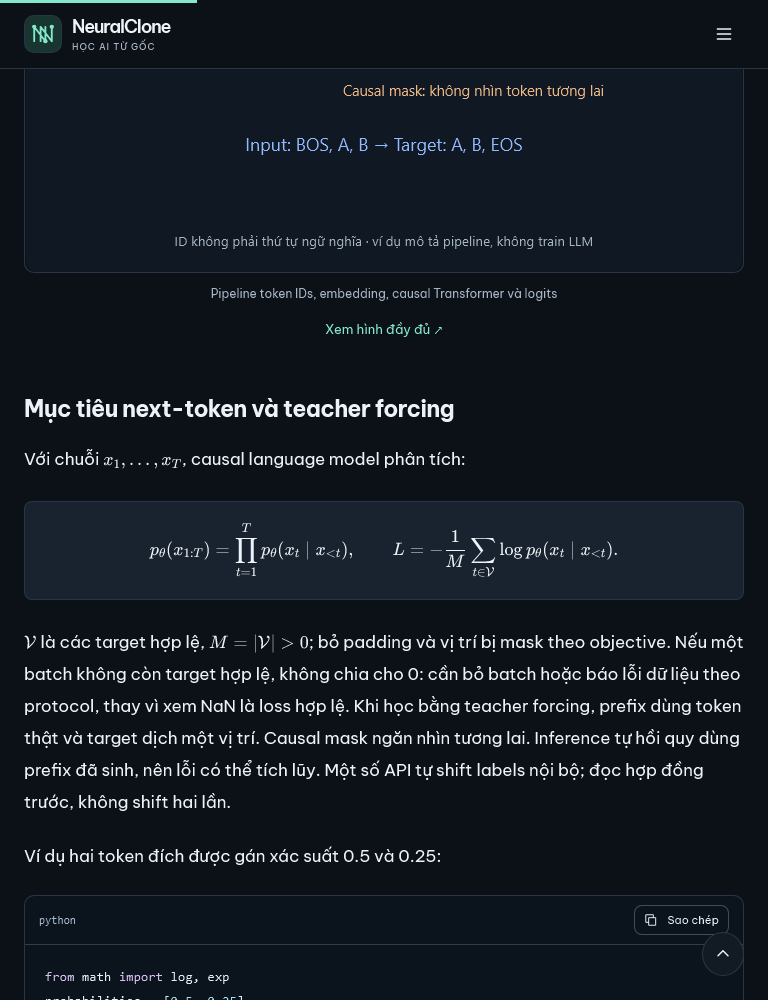 NeuralClone
HỌC AI TỪ GỐC
Causal mask: không nhìn token tương lai
Input: BOS, A, B → Target: A, B, EOS
ID không phải thứ tự ngữ nghĩa · ví dụ mô tả pipeline, không train LLM
Pipeline token IDs, embedding, causal Transformer và logits
Xem hình đầy đủ ↗
Mục tiêu next-token và teacher forcing
Với chuỗi x₁, . . . , x_T, causal language model phân tích:
p_θ(x_{1:T}) = ∏_{t=1}^{T} p_θ(x_t | x_{<t}), L = −\frac{1}{M} ∑_{t∈𝒱} log p_θ(x_t | x_{<t}).
𝒱 là các target hợp lệ, M = |𝒱| > 0; bỏ padding và vị trí bị mask theo objective. Nếu một
batch không còn target hợp lệ, không chia cho 0: cần bỏ batch hoặc báo lỗi dữ liệu theo
protocol, thay vì xem NaN là loss hợp lệ. Khi học bằng teacher forcing, prefix dùng token
thật và target dịch một vị trí. Causal mask ngăn nhìn tương lai. Inference tự hồi quy dùng
prefix đã sinh, nên lỗi có thể tích lũy. Một số API tự shift labels nội bộ; đọc hợp đồng
trước, không shift hai lần.
Ví dụ hai token đích được gán xác suất 0.5 và 0.25:
python
Sao chép
from math import log, exp
probabilities = [0.5, 0.25]